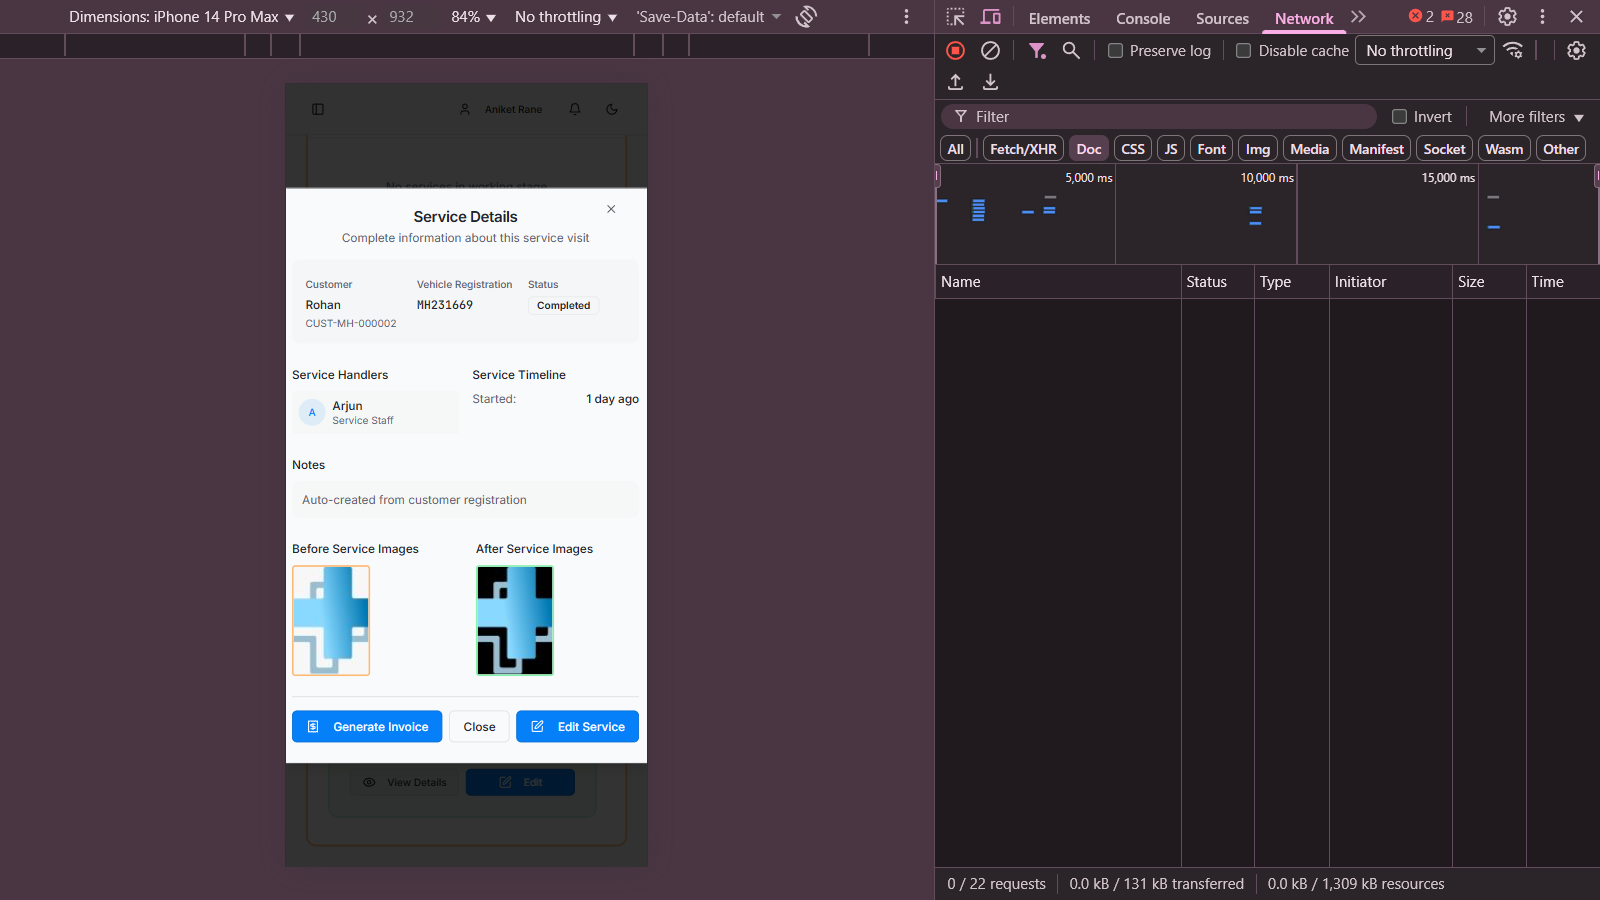 Dimensions: iPhone 14 Pro Max 430 × 932 84% No throttling 'Save-Data': default
Aniket Rane
No services in working stage
Service Details
Complete information about this service visit
Customer Vehicle Registration Status
Rohan MH231669 Completed
CUST-MH-000002
Service Handlers Service Timeline
A Arjun Started: 1 day ago
Service Staff
Notes
Auto-created from customer registration
Before Service Images After Service Images
Generate Invoice Close Edit Service
View Details Edit
Elements Console Sources Network 2 28
Preserve log Disable cache No throttling
Filter Invert More filters
All Fetch/XHR Doc CSS JS Font Img Media Manifest Socket Wasm Other
5,000 ms 10,000 ms 15,000 ms
Name Status Type Initiator Size Time
0 / 22 requests 0.0 kB / 131 kB transferred 0.0 kB / 1,309 kB resources